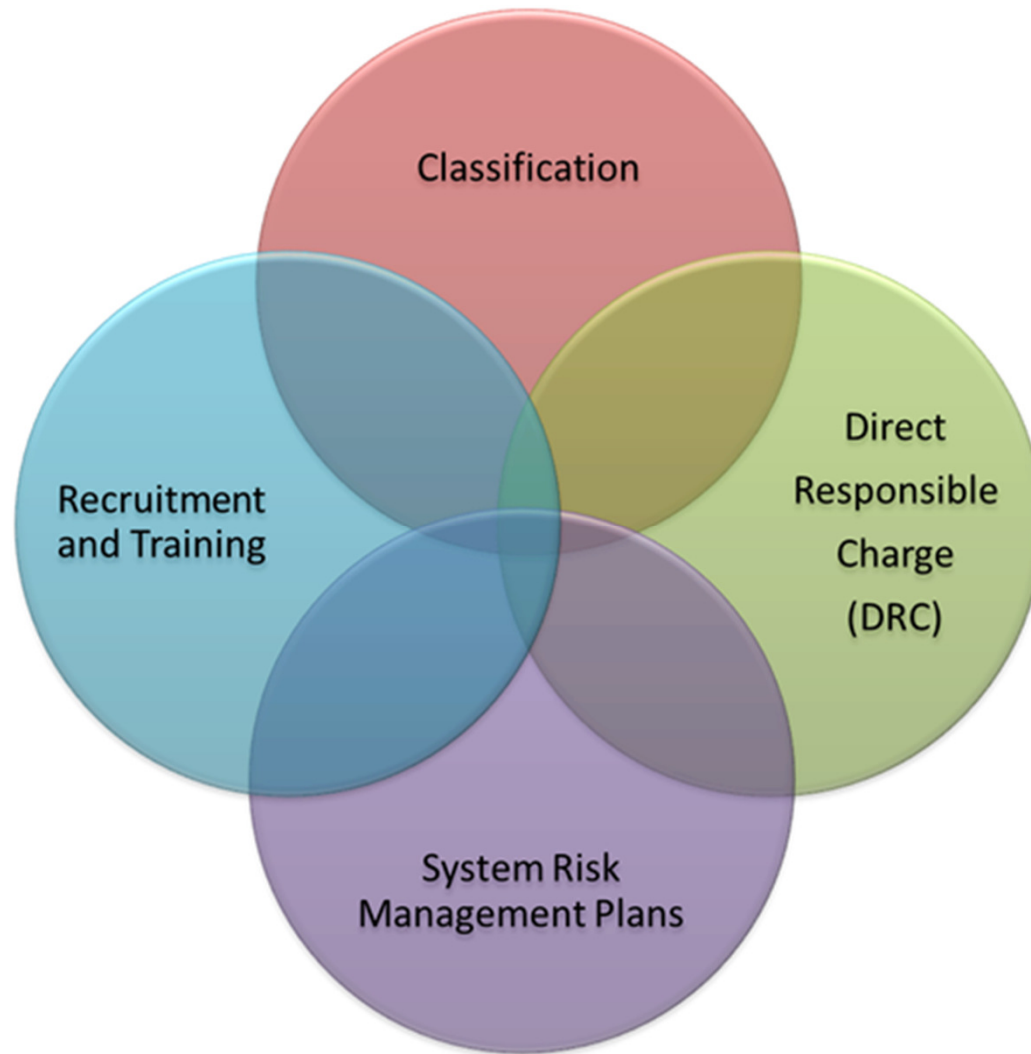 Classification
Recruitment
and Training
Direct
Responsible
Charge
(DRC)
System Risk
Management Plans